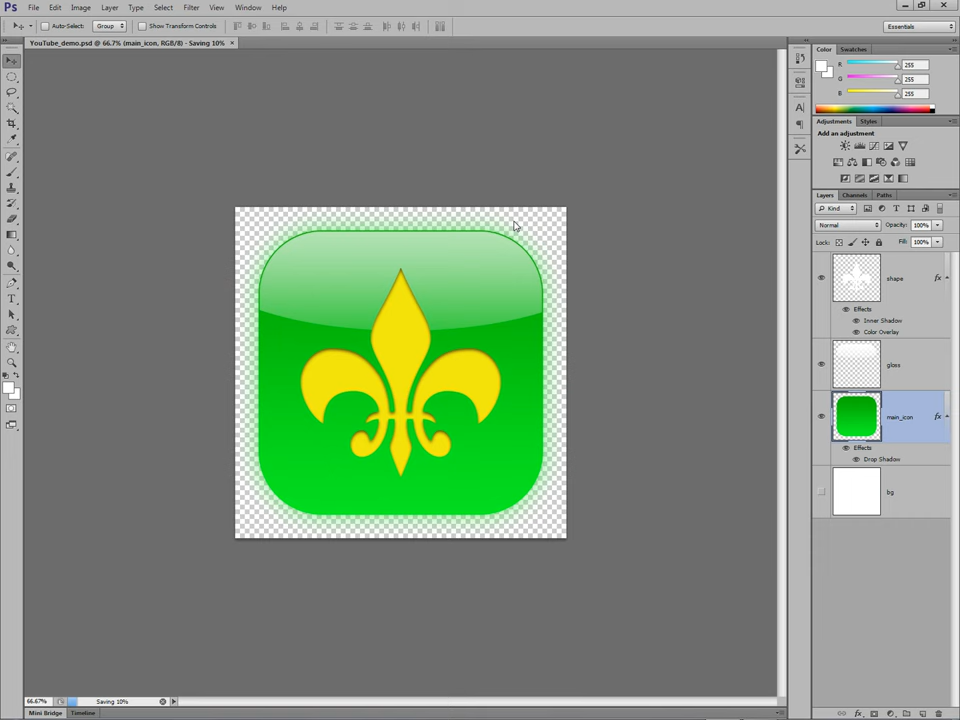 Ps File Edit Image Layer Type Select Filter View Window Help
Auto-Select: Group Show Transform Controls Essentials
YouTube_demo.psd @ 66.7% (main_icon, RGB/8) - Saving 10% ×
Color Swatches
R 255
G 255
B 255
Adjustments Styles
Add an adjustment
Layers Channels Paths
Kind
Normal Opacity: 100%
Lock: Fill: 100%
shape fx
Effects
Inner Shadow
Color Overlay
gloss
main_icon fx
Effects
Drop Shadow
bg
66.67% Saving 10%
Mini Bridge Timeline
fx